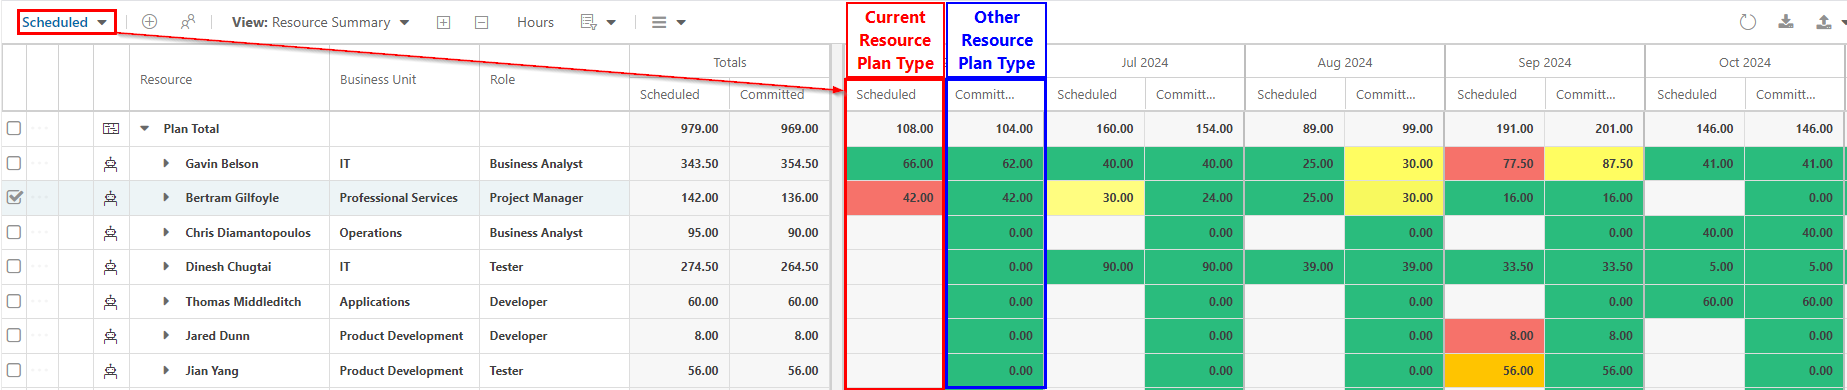 Scheduled View: Resource Summary Hours
Current Resource Plan Type
Other Resource Plan Type
Totals Jul 2024 Aug 2024 Sep 2024 Oct 2024
Resource Business Unit Role
Scheduled Committed Scheduled Committ... Scheduled Committ... Scheduled Committ... Scheduled Committ... Scheduled Committ...
Plan Total 979.00 969.00 108.00 104.00 160.00 154.00 89.00 99.00 191.00 201.00 146.00 146.00
Gavin Belson IT Business Analyst 343.50 354.50 66.00 62.00 40.00 40.00 25.00 30.00 77.50 87.50 41.00 41.00
Bertram Gilfoyle Professional Services Project Manager 142.00 136.00 42.00 42.00 30.00 24.00 25.00 30.00 16.00 16.00 0.00
Chris Diamantopoulos Operations Business Analyst 95.00 90.00 0.00 0.00 0.00 0.00 40.00 40.00
Dinesh Chugtai IT Tester 274.50 264.50 0.00 90.00 90.00 39.00 39.00 33.50 33.50 5.00 5.00
Thomas Middleditch Applications Developer 60.00 60.00 0.00 0.00 0.00 0.00 60.00 60.00
Jared Dunn Product Development Developer 8.00 8.00 0.00 0.00 0.00 8.00 8.00 0.00
Jian Yang Product Development Tester 56.00 56.00 0.00 0.00 0.00 56.00 56.00 0.00